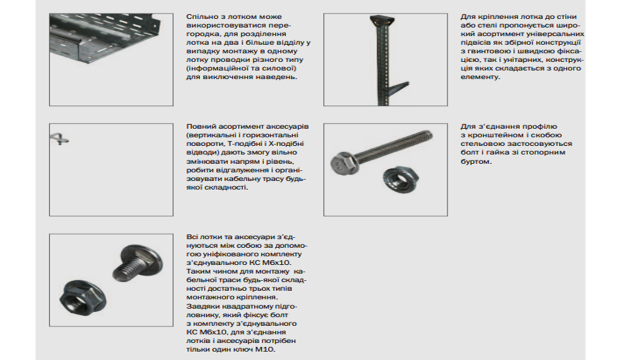 Спільно з лотком може
використовуватися пере-
городка, для розділення
лотка на два і більше відділу у
випадку монтажу в одному
лотку проводки різного типу
(інформаційної та силової)
для виключення наведень.
Для кріплення лотка до стіни
або стелі пропонується широ-
кий асортимент універсальних
підвісів як збірної конструкції
з гвинтовою і швидкою фікса-
цією, так і унітарних, конструк-
ція яких складається з одного
елементу.
Повний асортимент аксесуарів
(вертикальні і горизонтальні
повороти, Т-подібні і Х-подібні
відводи) дають змогу вільно
змінювати напрям і рівень,
робити відгалуження і органі-
зовувати кабельну трасу будь-
якої складності.
Для з'єднання профілю
з кронштейном і скобою
стельовою застосовуються
болт і гайка зі стопорним
буртом.
Всі лотки та аксесуари з'єд-
нуються між собою за допомо-
гою уніфікованого комплекту
з'єднувального КС М6х10.
Таким чином для монтажу ка-
бельної траси будь-якої склад-
ності достатньо трьох типів
монтажного кріплення.
Завдяки квадратному підго-
ловнику, який фіксує болт
з комплекту з'єднувального
КС М6х10, для з'єднання
лотків і аксесуарів потрібен
тільки один ключ М10.